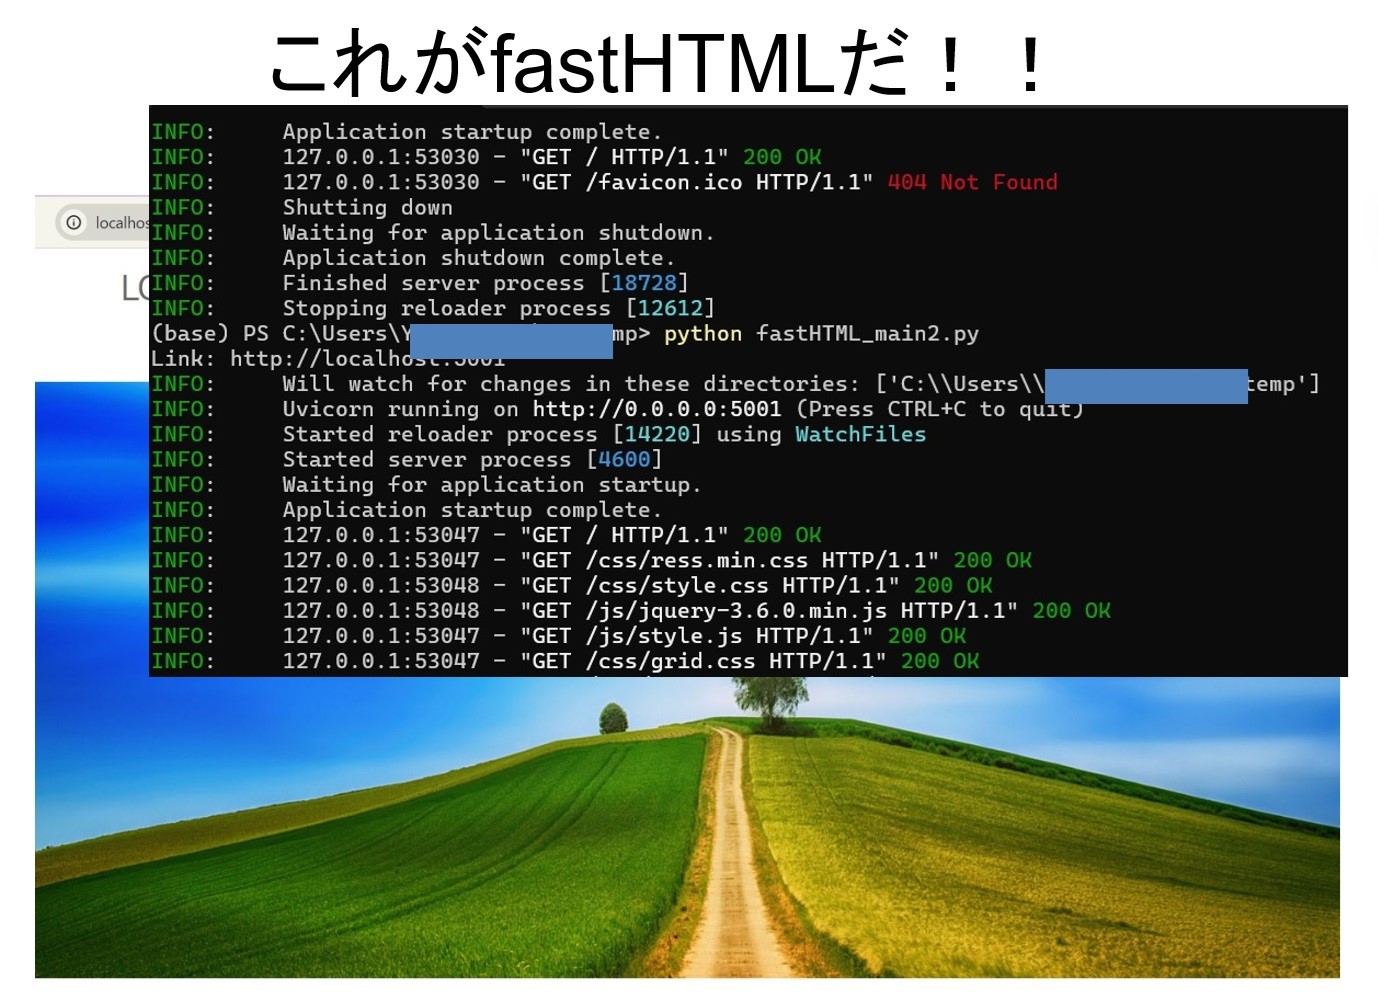 これがfastHTMLだ！！
INFO: Application startup complete.
INFO: 127.0.0.1:53030 - "GET / HTTP/1.1" 200 OK
INFO: 127.0.0.1:53030 - "GET /favicon.ico HTTP/1.1" 404 Not Found
INFO: Shutting down
INFO: Waiting for application shutdown.
INFO: Application shutdown complete.
INFO: Finished server process [18728]
INFO: Stopping reloader process [12612]
(base) PS C:\Users\Y mp> python fastHTML_main2.py
Link: http://localhost:5001
INFO: Will watch for changes in these directories: ['C:\\Users\\ temp']
INFO: Uvicorn running on http://0.0.0.0:5001 (Press CTRL+C to quit)
INFO: Started reloader process [14220] using WatchFiles
INFO: Started server process [4600]
INFO: Waiting for application startup.
INFO: Application startup complete.
INFO: 127.0.0.1:53047 - "GET / HTTP/1.1" 200 OK
INFO: 127.0.0.1:53047 - "GET /css/ress.min.css HTTP/1.1" 200 OK
INFO: 127.0.0.1:53048 - "GET /css/style.css HTTP/1.1" 200 OK
INFO: 127.0.0.1:53048 - "GET /js/jquery-3.6.0.min.js HTTP/1.1" 200 OK
INFO: 127.0.0.1:53047 - "GET /js/style.js HTTP/1.1" 200 OK
INFO: 127.0.0.1:53047 - "GET /css/grid.css HTTP/1.1" 200 OK
localhos
LO